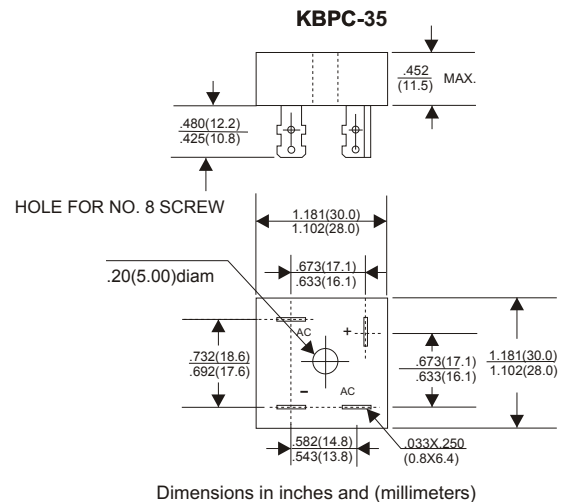 KBPC-35
.452
(11.5)
MAX.
.480(12.2)
.425(10.8)
HOLE FOR NO. 8 SCREW
1.181(30.0)
1.102(28.0)
.673(17.1)
.633(16.1)
.20(5.00)diam
AC
+
.732(18.6)
.692(17.6)
.673(17.1)
.633(16.1)
1.181(30.0)
1.102(28.0)
-
AC
.582(14.8)
.543(13.8)
.033X.250
(0.8X6.4)
Dimensions in inches and (millimeters)